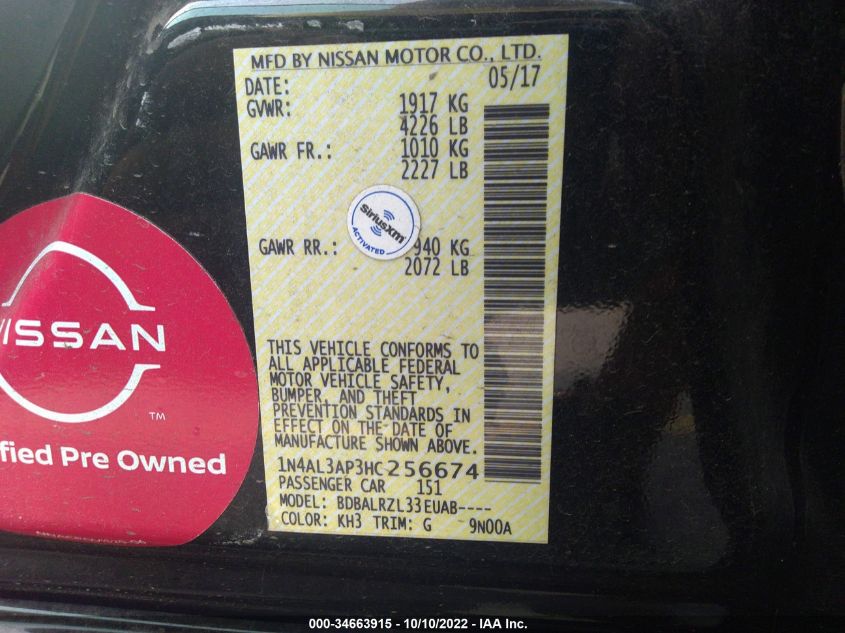 MFD BY NISSAN MOTOR CO., LTD.
DATE: 05/17
GVWR: 1917 KG
4226 LB
GAWR FR.: 1010 KG
2227 LB
SiriusXM
ACTIVATED
GAWR RR.: 940 KG
2072 LB
THIS VEHICLE CONFORMS TO
ALL APPLICABLE FEDERAL
MOTOR VEHICLE SAFETY,
BUMPER, AND THEFT
PREVENTION STANDARDS IN
EFFECT ON THE DATE OF
MANUFACTURE SHOWN ABOVE.
1N4AL3AP3HC256674
PASSENGER CAR 151
MODEL: BDBALRZL33EUAB----
COLOR: KH3 TRIM: G 9N00A
NISSAN
TM
fied Pre Owned
000-34663915 - 10/10/2022 - IAA Inc.